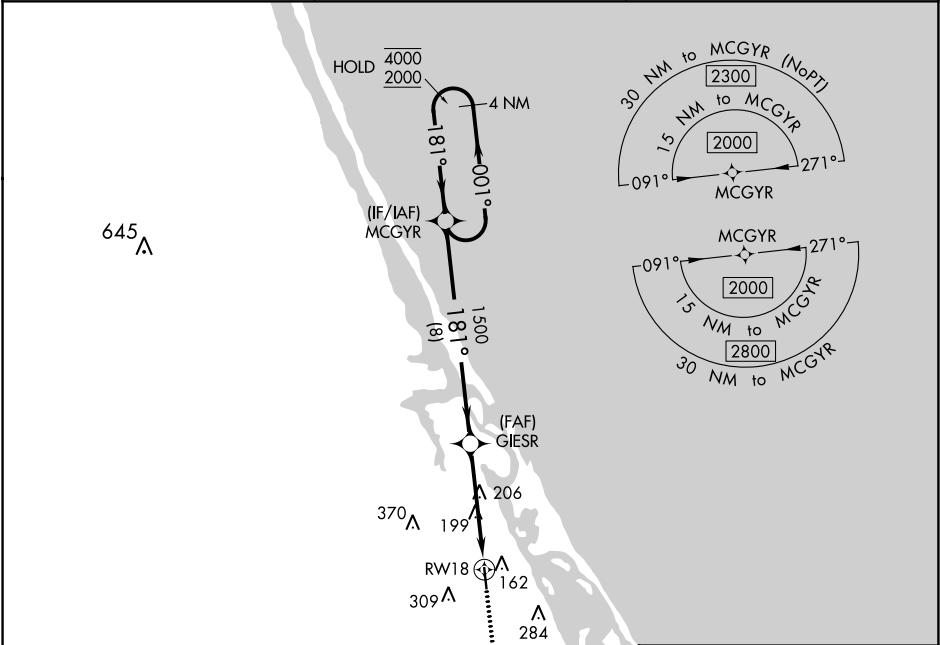 HOLD
4000
2000
4 NM
181°
001°
(IF/IAF)
MCGYR
645
1500
181°
(8)
(FAF)
GIESR
206
370
199
RW18
162
309
284
30 NM to MCGYR (NoPT)
2300
15 NM to MCGYR
2000
091°
271°
MCGYR
MCGYR
091°
271°
2000
15 NM to MCGYR
2800
30 NM to MCGYR